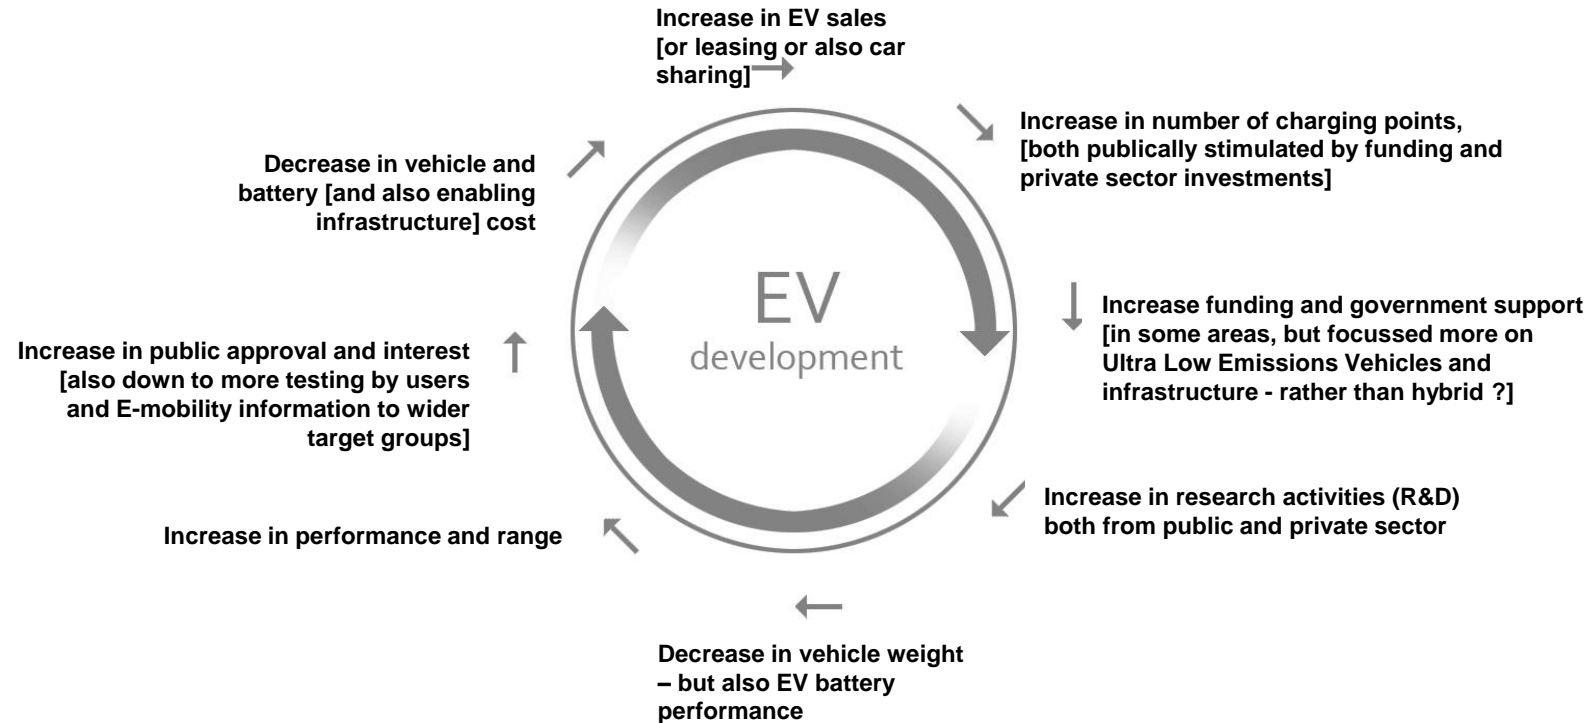 Increase in EV sales
[or leasing or also car
sharing]
Increase in number of charging points,
[both publically stimulated by funding and
private sector investments]
Decrease in vehicle and
battery [and also enabling
infrastructure] cost
EV
development
Increase funding and government support
[in some areas, but focussed more on
Ultra Low Emissions Vehicles and
infrastructure - rather than hybrid ?]
Increase in public approval and interest
[also down to more testing by users
and E-mobility information to wider
target groups]
Increase in research activities (R&D)
both from public and private sector
Increase in performance and range
Decrease in vehicle weight
– but also EV battery
performance